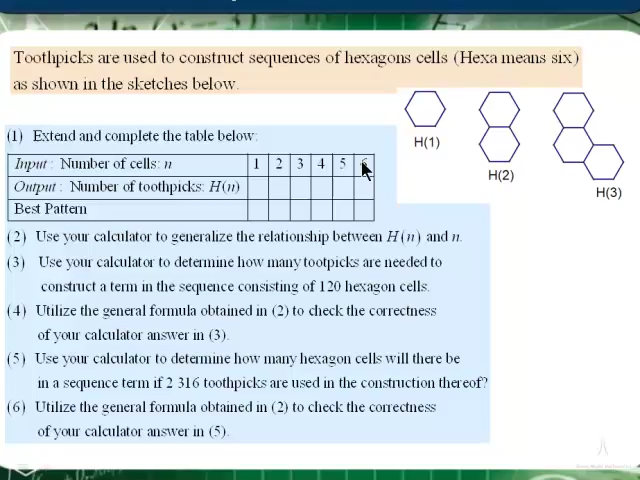 Toothpicks are used to construct sequences of hexagons cells (Hexa means six)
as shown in the sketches below.
H(1)
H(2)
H(3)
(1) Extend and complete the table below:
Input : Number of cells: n 1 2 3 4 5 6
Output : Number of toothpicks: H(n)
Best Pattern
(2) Use your calculator to generalize the relationship between H(n) and n.
(3) Use your calculator to determine how many tootpicks are needed to
construct a term in the sequence consisting of 120 hexagon cells.
(4) Utilize the general formula obtained in (2) to check the correctness
of your calculator answer in (3).
(5) Use your calculator to determine how many hexagon cells will there be
in a sequence term if 2 316 toothpicks are used in the construction thereof?
(6) Utilize the general formula obtained in (2) to check the correctness
of your calculator answer in (5).